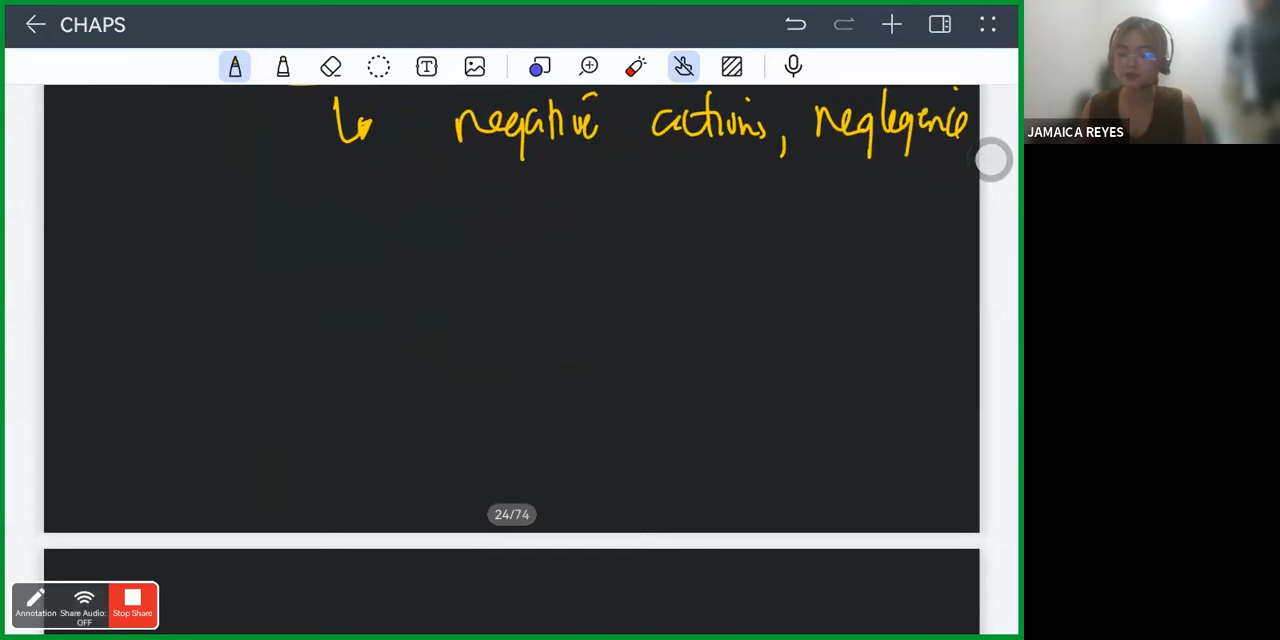 CHAPS
negative actions, neglegence
JAMAICA REYES
24/74
Annotation
Share Audio:
OFF
Stop Share